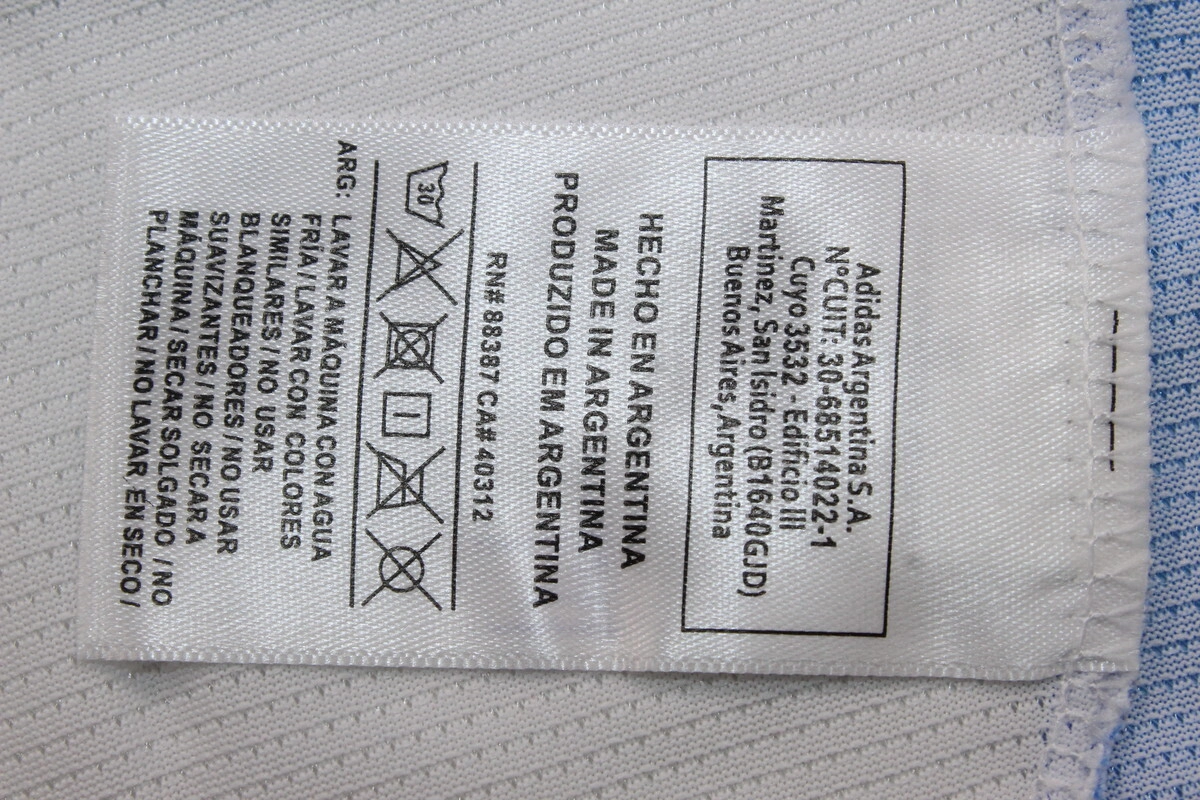 Adidas Argentina S.A.
N°CUIT: 30-68514022-1
Cuyo 3532 - Edificio III
Martinez, San Isidro (B1640GJD)
Buenos Aires, Argentina
HECHO EN ARGENTINA
MADE IN ARGENTINA
PRODUZIDO EM ARGENTINA
RN# 88387 CA# 40312
30
ARG: LAVAR A MÁQUINA CON AGUA
FRÍA / LAVAR CON COLORES
SIMILARES / NO USAR
BLANQUEADORES / NO USAR
SUAVIZANTES / NO SECAR A
MÁQUINA / SECAR SOLGADO / NO
PLANCHAR / NO LAVAR EN SECO /